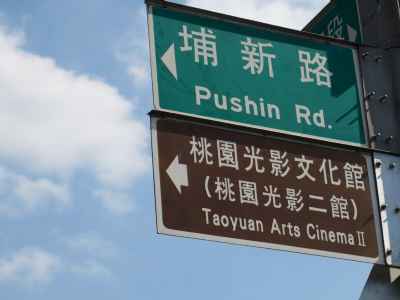 埔新路
Pushin Rd.
桃園光影文化館
(桃園光影二館)
Taoyuan Arts Cinema II
段